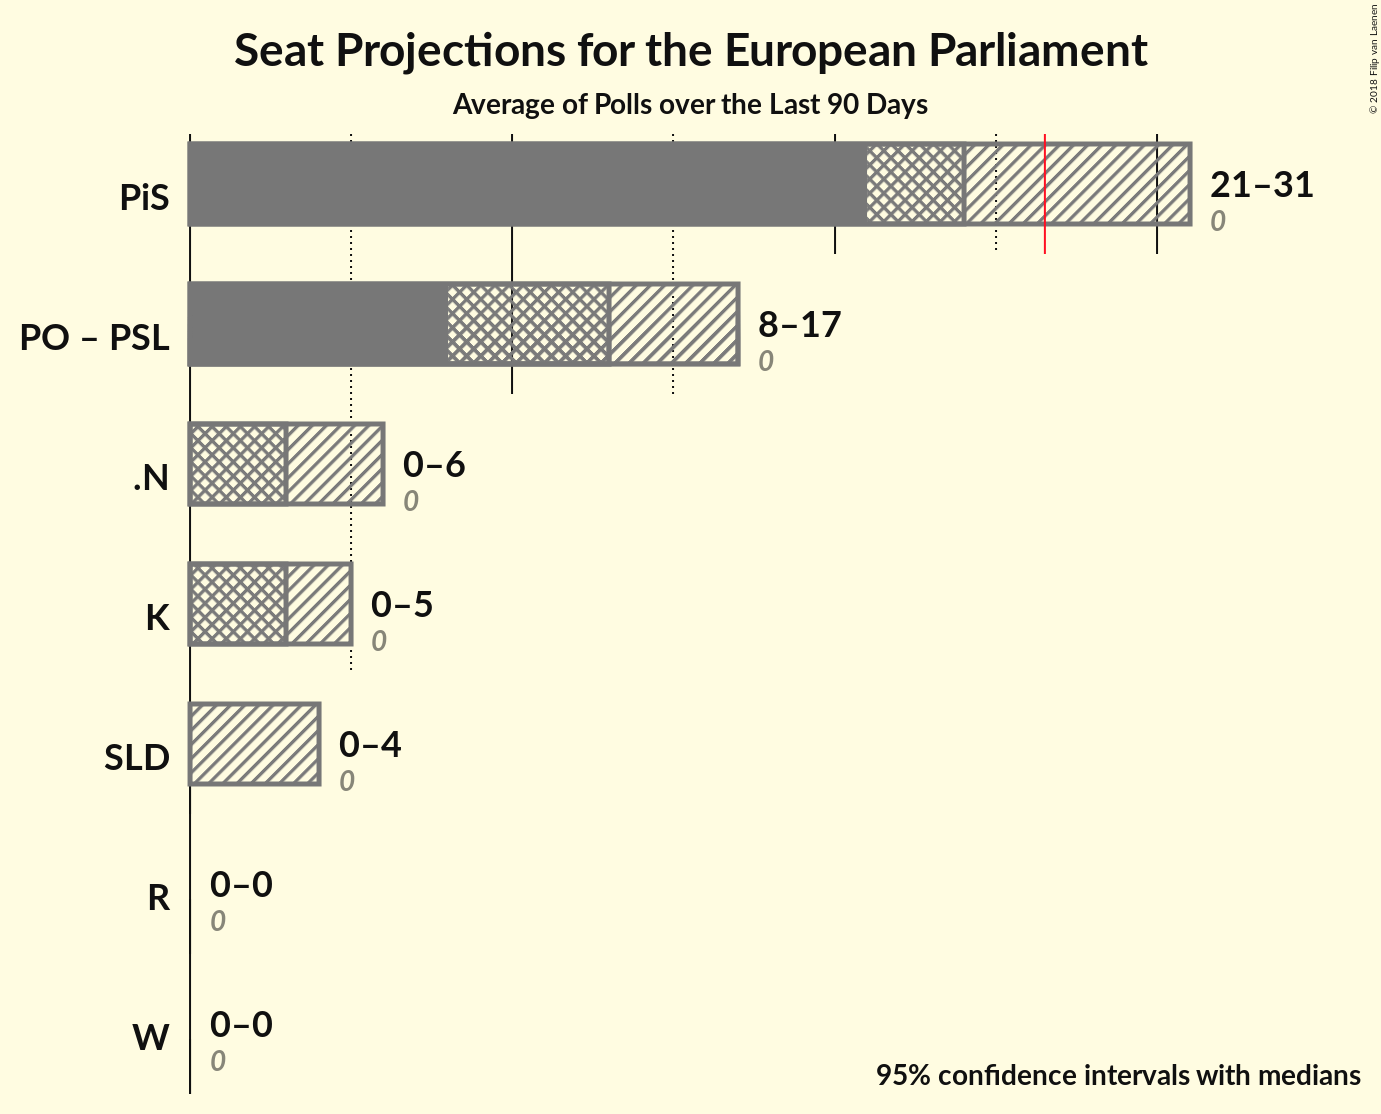 Seat Projections for the European Parliament
Average of Polls over the Last 90 Days
© 2018 Filip van Laenen
PiS
21–31
0
PO – PSL
8–17
0
.N
0–6
0
K
0–5
0
SLD
0–4
0
R
0–0
0
W
0–0
0
95% confidence intervals with medians